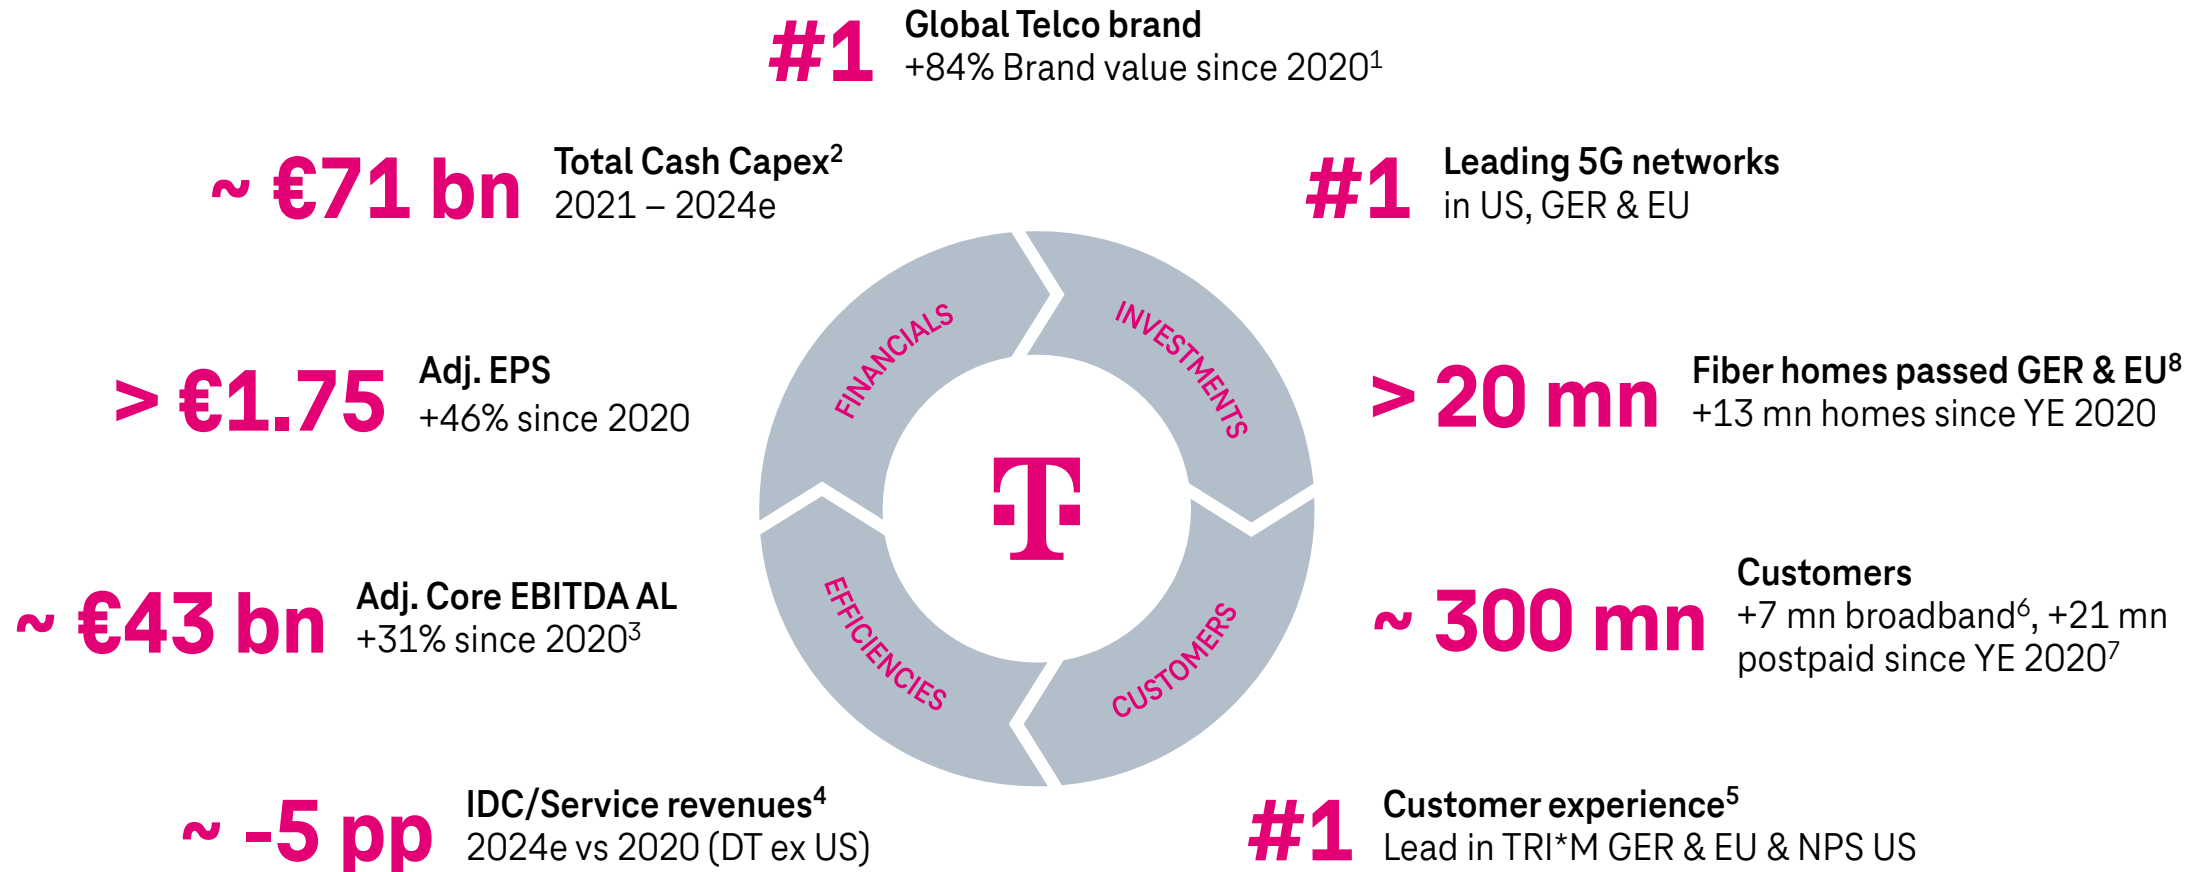 #1
Global Telco brand
+84% Brand value since 2020¹
~ €71 bn
Total Cash Capex²
2021 – 2024e
#1
Leading 5G networks
in US, GER & EU
> €1.75
Adj. EPS
+46% since 2020
FINANCIALS
INVESTMENTS
> 20 mn
Fiber homes passed GER & EU⁸
+13 mn homes since YE 2020
T
~ €43 bn
Adj. Core EBITDA AL
+31% since 2020³
EFFICIENCIES
CUSTOMERS
~ 300 mn
Customers
+7 mn broadband⁶, +21 mn
postpaid since YE 2020⁷
~ -5 pp
IDC/Service revenues⁴
2024e vs 2020 (DT ex US)
#1
Customer experience⁵
Lead in TRI*M GER & EU & NPS US